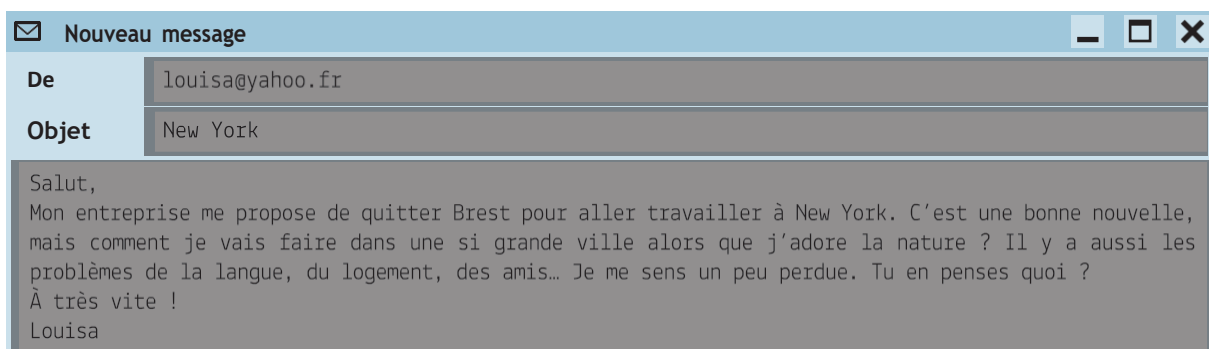 Nouveau message
De louisa@yahoo.fr
Objet New York
Salut,
Mon entreprise me propose de quitter Brest pour aller travailler à New York. C'est une bonne nouvelle,
mais comment je vais faire dans une si grande ville alors que j'adore la nature ? Il y a aussi les
problèmes de la langue, du logement, des amis… Je me sens un peu perdue. Tu en penses quoi ?
À très vite !
Louisa